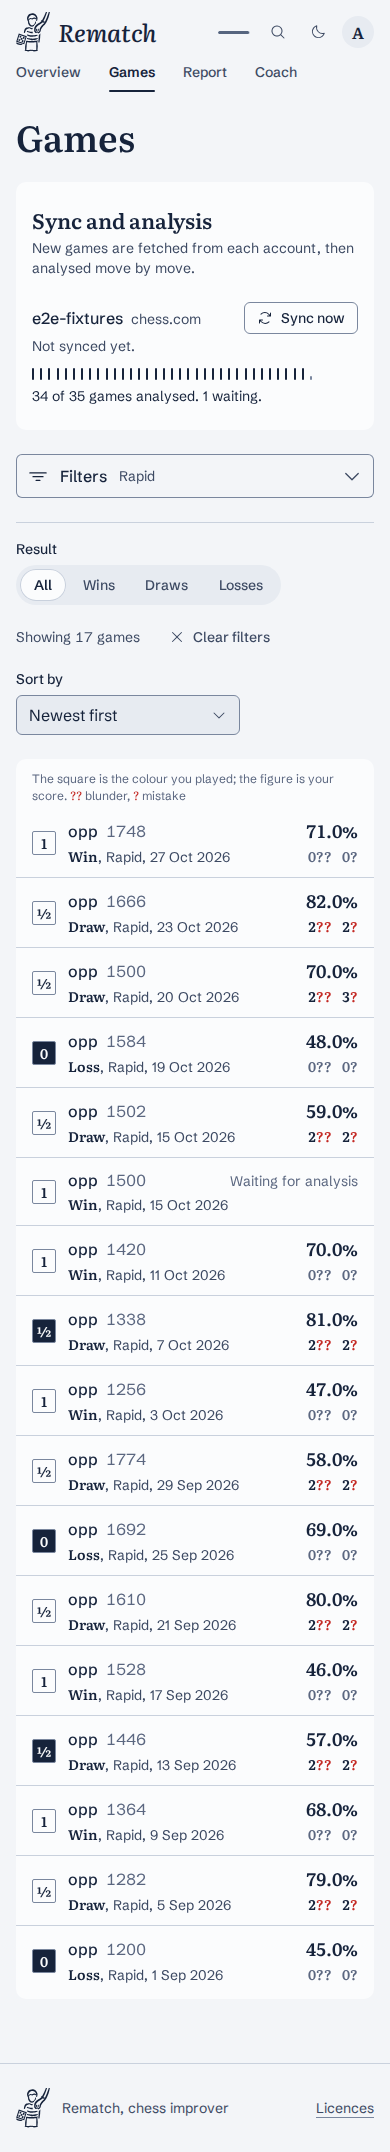 Rematch
A
Overview Games Report Coach
Games
Sync and analysis
New games are fetched from each account, then
analysed move by move.
e2e-fixtures chess.com Sync now
Not synced yet.
34 of 35 games analysed. 1 waiting.
Filters Rapid
Result
All Wins Draws Losses
Showing 17 games Clear filters
Sort by
Newest first
The square is the colour you played; the figure is your
score. ?? blunder, ? mistake
1 opp 1748 71.0%
Win, Rapid, 27 Oct 2026 0?? 0?
½ opp 1666 82.0%
Draw, Rapid, 23 Oct 2026 2?? 2?
½ opp 1500 70.0%
Draw, Rapid, 20 Oct 2026 2?? 3?
0 opp 1584 48.0%
Loss, Rapid, 19 Oct 2026 0?? 0?
½ opp 1502 59.0%
Draw, Rapid, 15 Oct 2026 2?? 2?
1 opp 1500 Waiting for analysis
Win, Rapid, 15 Oct 2026
1 opp 1420 70.0%
Win, Rapid, 11 Oct 2026 0?? 0?
½ opp 1338 81.0%
Draw, Rapid, 7 Oct 2026 2?? 2?
1 opp 1256 47.0%
Win, Rapid, 3 Oct 2026 0?? 0?
½ opp 1774 58.0%
Draw, Rapid, 29 Sep 2026 2?? 2?
0 opp 1692 69.0%
Loss, Rapid, 25 Sep 2026 0?? 0?
½ opp 1610 80.0%
Draw, Rapid, 21 Sep 2026 2?? 2?
1 opp 1528 46.0%
Win, Rapid, 17 Sep 2026 0?? 0?
½ opp 1446 57.0%
Draw, Rapid, 13 Sep 2026 2?? 2?
1 opp 1364 68.0%
Win, Rapid, 9 Sep 2026 0?? 0?
½ opp 1282 79.0%
Draw, Rapid, 5 Sep 2026 2?? 2?
0 opp 1200 45.0%
Loss, Rapid, 1 Sep 2026 0?? 0?
Rematch, chess improver Licences